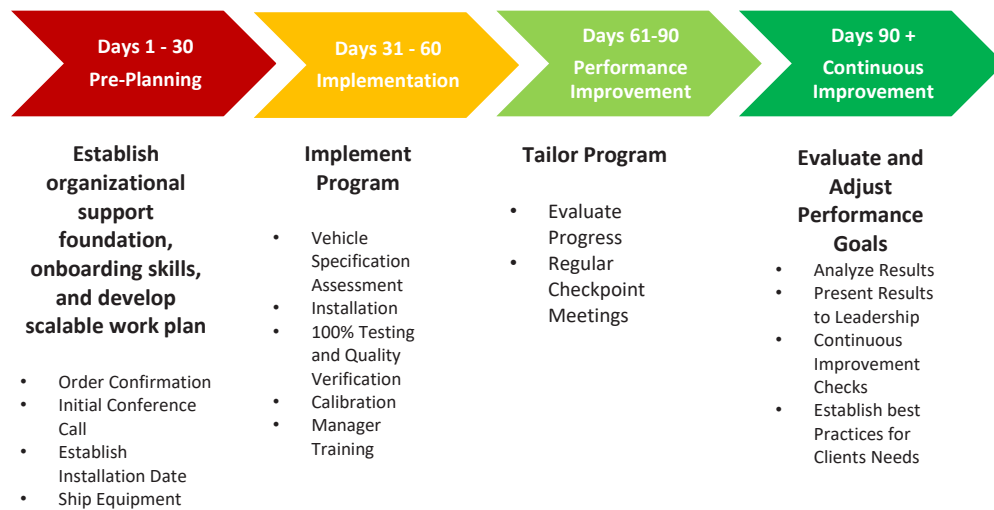 Days 1 - 30
Pre-Planning
Establish
organizational
support
foundation,
onboarding skills,
and develop
scalable work plan
• Order Confirmation
• Initial Conference
Call
• Establish
Installation Date
• Ship Equipment
Days 31 - 60
Implementation
Implement
Program
• Vehicle
Specification
Assessment
• Installation
• 100% Testing
and Quality
Verification
• Calibration
• Manager
Training
Days 61-90
Performance
Improvement
Tailor Program
• Evaluate
Progress
• Regular
Checkpoint
Meetings
Days 90 +
Continuous
Improvement
Evaluate and
Adjust
Performance
Goals
• Analyze Results
• Present Results
to Leadership
• Continuous
Improvement
Checks
• Establish best
Practices for
Clients Needs